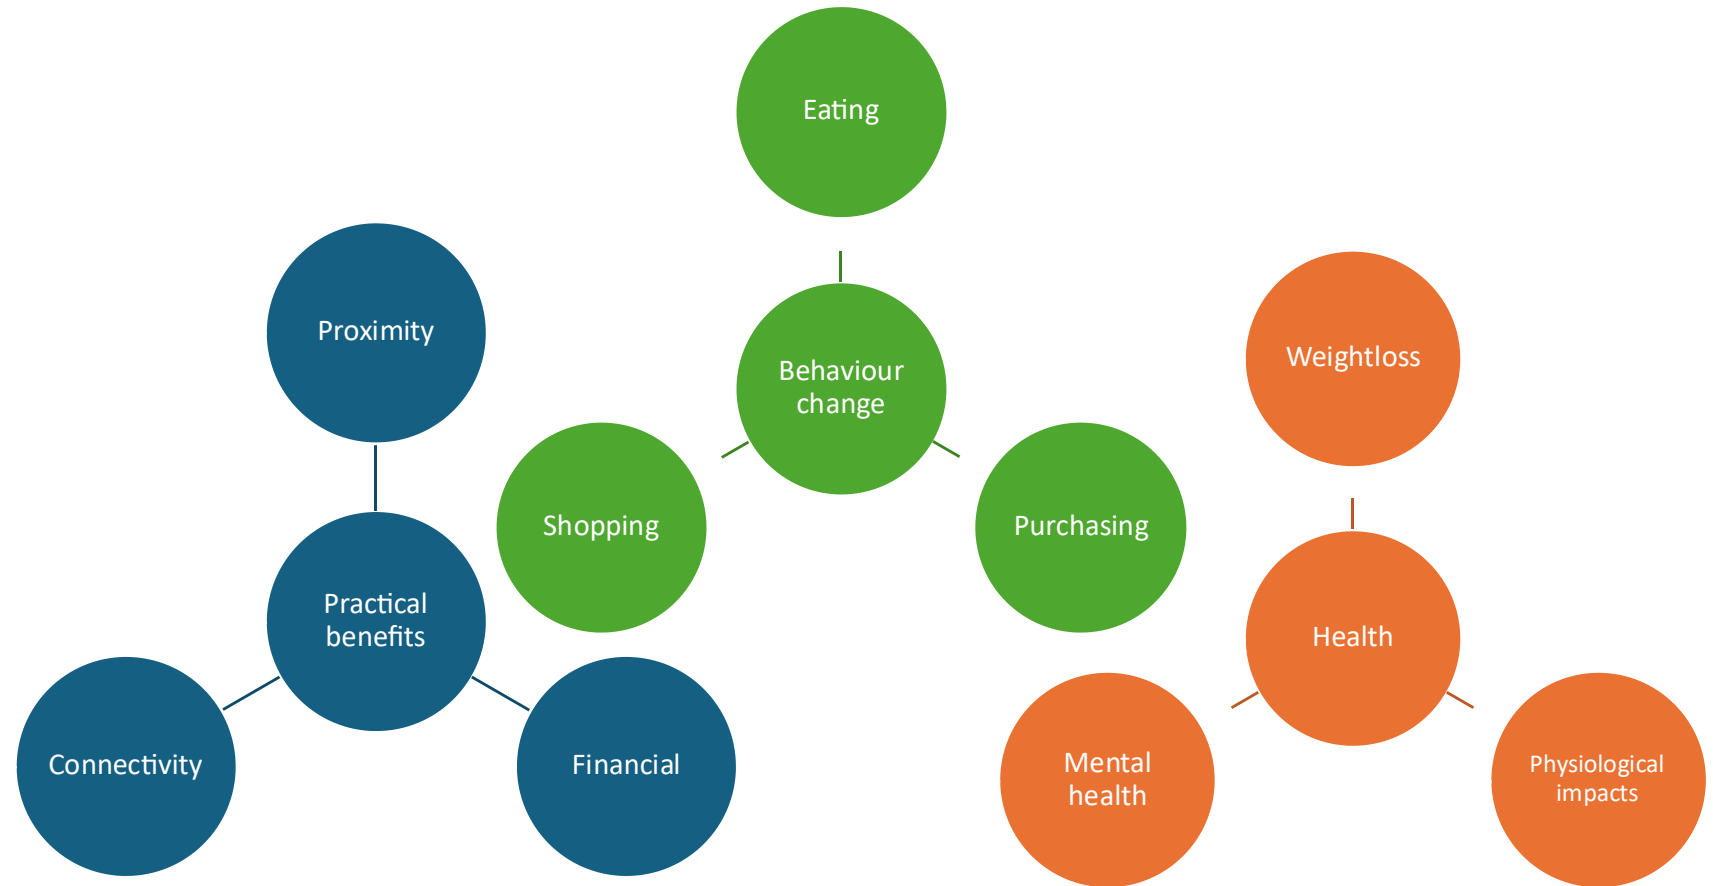 Eating
Proximity
Behaviour
change
Weightloss
Shopping
Purchasing
Practical
benefits
Health
Connectivity
Financial
Mental
health
Physiological
impacts